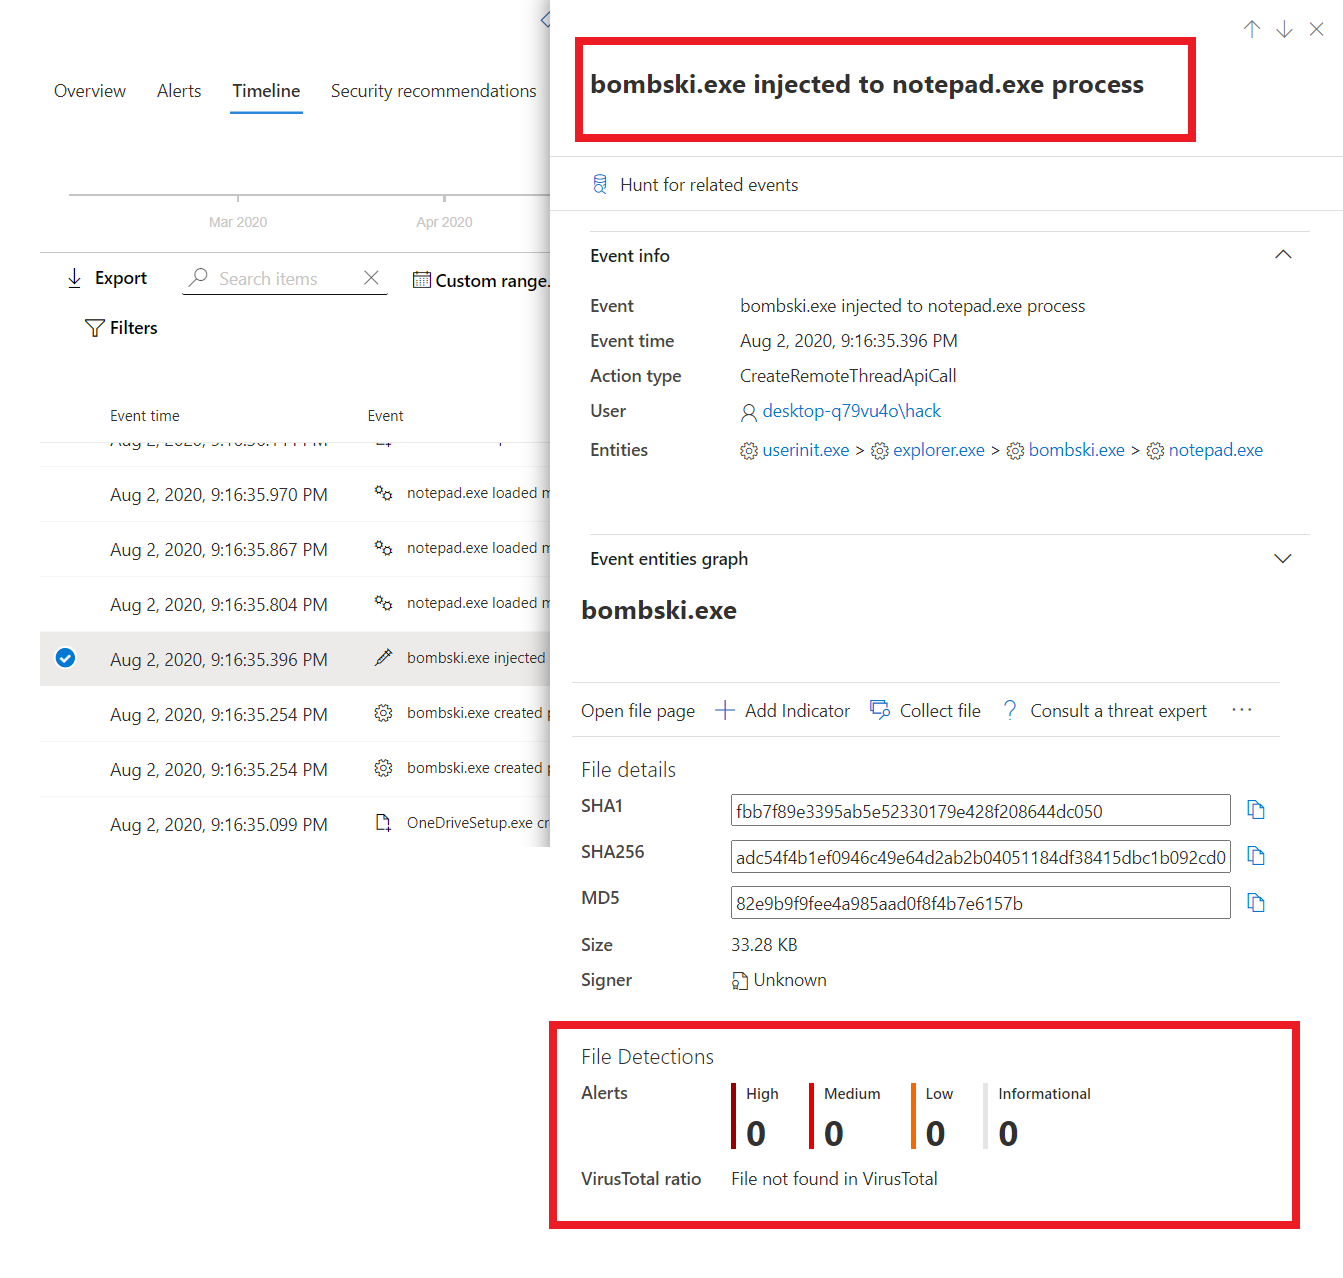 Overview Alerts Timeline Security recommendations
Mar 2020 Apr 2020
Export Search items Custom range.
Filters
Event time Event
Aug 2, 2020, 9:16:35.970 PM notepad.exe loaded
Aug 2, 2020, 9:16:35.867 PM notepad.exe loaded
Aug 2, 2020, 9:16:35.804 PM notepad.exe loaded
Aug 2, 2020, 9:16:35.396 PM bombski.exe injected
Aug 2, 2020, 9:16:35.254 PM bombski.exe created
Aug 2, 2020, 9:16:35.254 PM bombski.exe created
Aug 2, 2020, 9:16:35.099 PM OneDriveSetup.exe cr
bombski.exe injected to notepad.exe process
Hunt for related events
Event info
Event bombski.exe injected to notepad.exe process
Event time Aug 2, 2020, 9:16:35.396 PM
Action type CreateRemoteThreadApiCall
User desktop-q79vu4o\hack
Entities userinit.exe > explorer.exe > bombski.exe > notepad.exe
Event entities graph
bombski.exe
Open file page Add Indicator Collect file Consult a threat expert ...
File details
SHA1 fbb7f89e3395ab5e52330179e428f208644dc050
SHA256 adc54f4b1ef0946c49e64d2ab2b04051184df38415dbc1b092cd0
MD5 82e9b9f9fee4a985aad0f8f4b7e6157b
Size 33.28 KB
Signer Unknown
File Detections
Alerts High Medium Low Informational
0 0 0 0
VirusTotal ratio File not found in VirusTotal